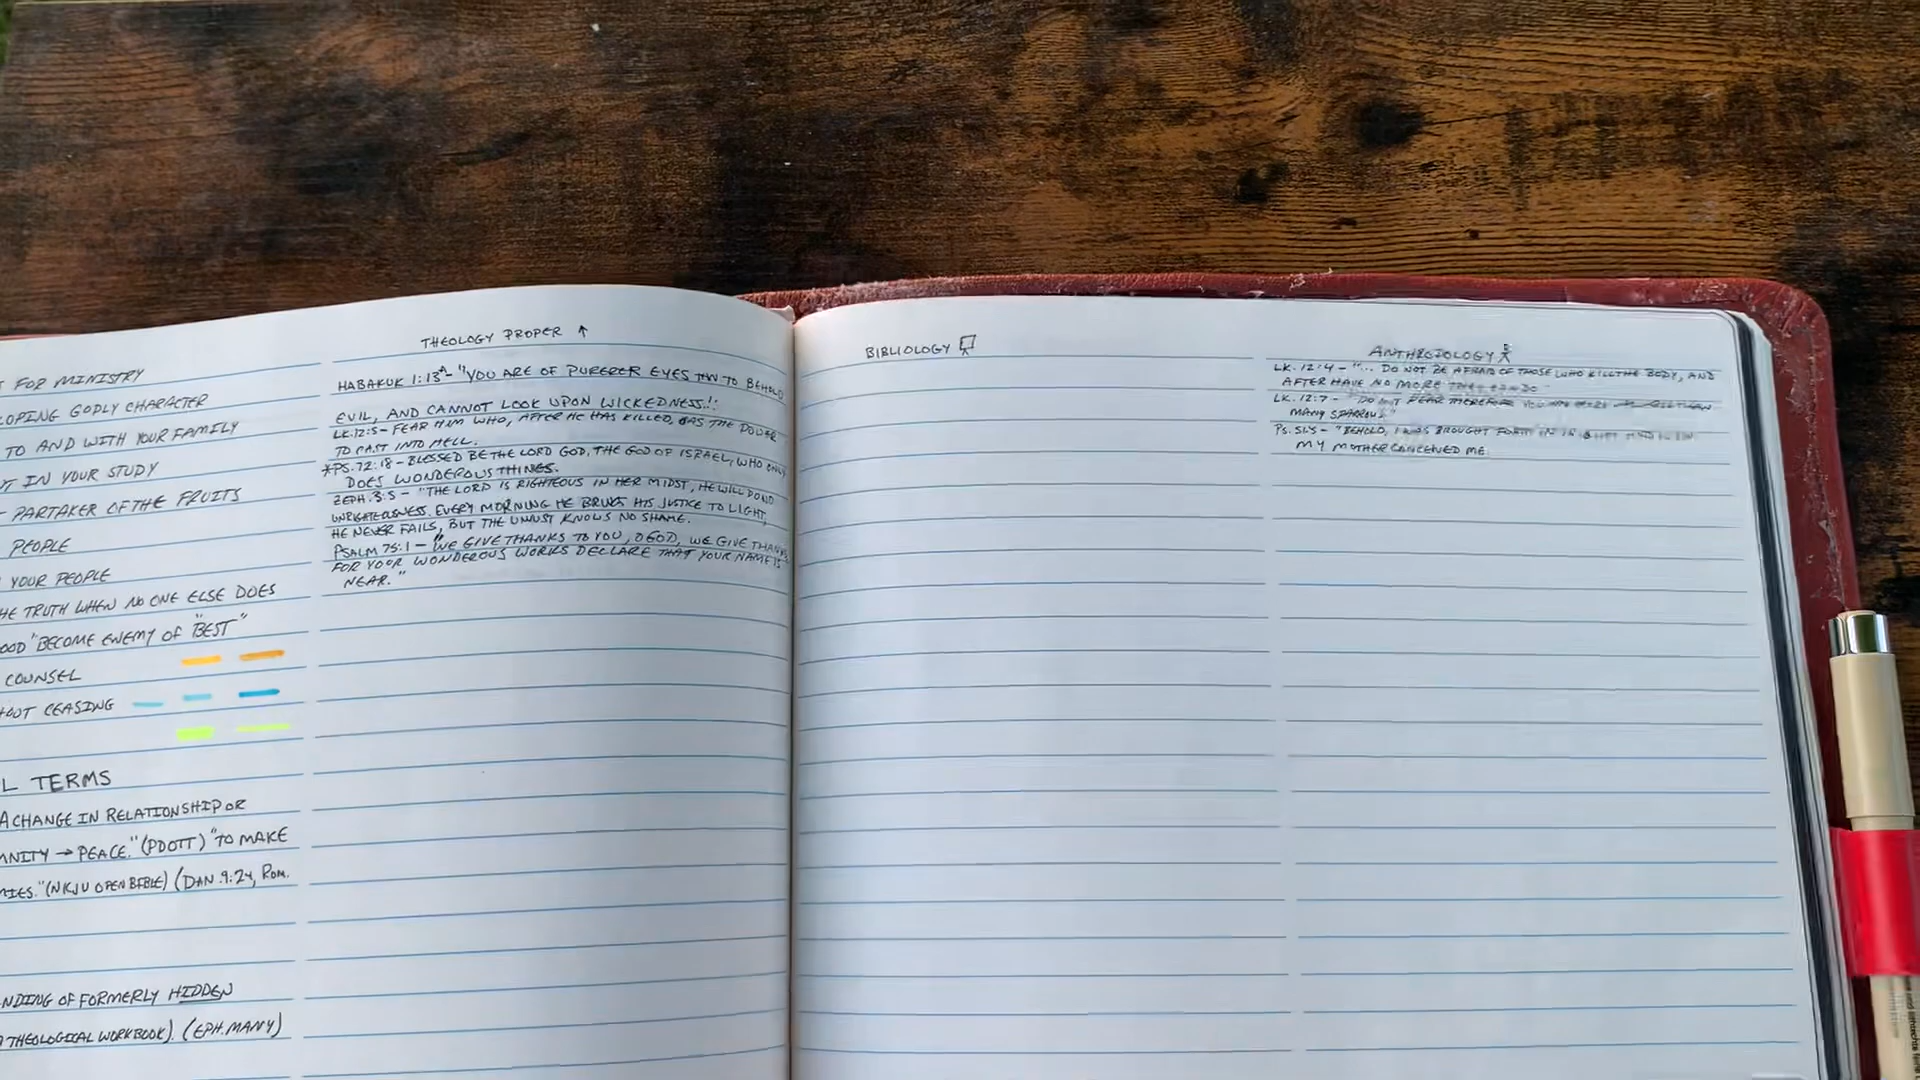 T FOR MINISTRY
LOPING GODLY CHARACTER
TO AND WITH YOUR FAMILY
T IN YOUR STUDY
- PARTAKER OF THE FRUITS
PEOPLE
YOUR PEOPLE
HE TRUTH WHEN NO ONE ELSE DOES
OOD "BECOME ENEMY OF "BEST"
COUNSEL
HOUT CEASING
L TERMS
A CHANGE IN RELATIONSHIP OR
MNITY → PEACE." (PDOTT) "TO MAKE
MIES." (NKJV OPEN BIBLE) (DAN. 9:24, ROM.
NDING OF FORMERLY HIDDEN
THEOLOGICAL WORKBOOK). (EPH. MANY)
THEOLOGY PROPER ↑
HABAKUK 1:13A - "YOU ARE OF PURERER EYES TO BEHOLD
EVIL, AND CANNOT LOOK UPON WICKEDNESS!
LK. 12:5 - FEAR HIM WHO, AFTER HE HAS KILLED, HAS THE POWER
TO CAST INTO HELL.
*PS. 72:18 - BLESSED BE THE LORD GOD, THE GOD OF ISRAEL, WHO ONLY
DOES WONDEROUS THINGS.
ZEPH. 3:5 - "THE LORD IS RIGHTEOUS IN HER MIDST, HE WILL DO NO
UNRIGHTEOUSNESS. EVERY MORNING HE BRINGS HIS JUSTICE TO LIGHT,
HE NEVER FAILS, BUT THE UNJUST KNOWS NO SHAME.
PSALM 75:1 - "WE GIVE THANKS TO YOU, O GOD, WE GIVE THANKS
FOR YOUR WONDEROUS WORKS DECLARE THAT YOUR NAME IS
NEAR."
BIBLIOLOGY
LK. 12:4 - "... DO NOT BE AFRAID OF THOSE WHO KILL THE BODY, AND
AFTER HAVE NO MORE THEY CAN DO"
LK. 12:7 - "DO NOT FEAR THEREFORE
MANY SPARROWS"
PS. 51:5 - "BEHOLD, I WAS BROUGHT FORTH IN
MY MOTHER CONCEIVED ME